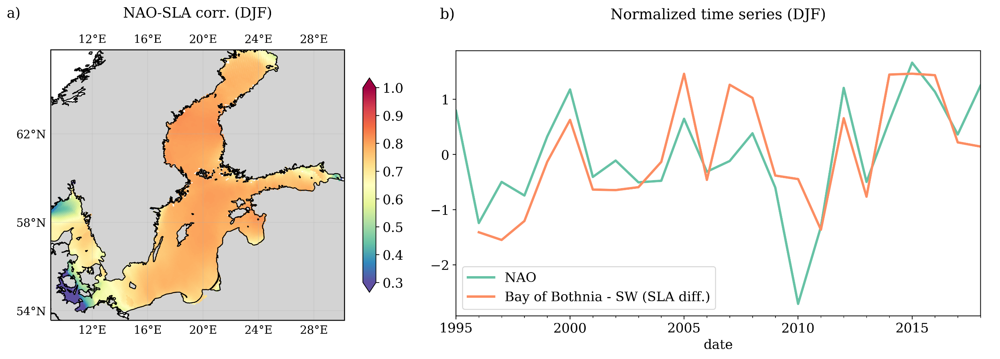 a) NAO-SLA corr. (DJF)
12°E 16°E 20°E 24°E 28°E
62°N
58°N
54°N
12°E 16°E 20°E 24°E 28°E
1.0
0.9
0.8
0.7
0.6
0.5
0.4
0.3
b) Normalized time series (DJF)
1
0
−1
−2
NAO
Bay of Bothnia - SW (SLA diff.)
1995 2000 2005 2010 2015
date